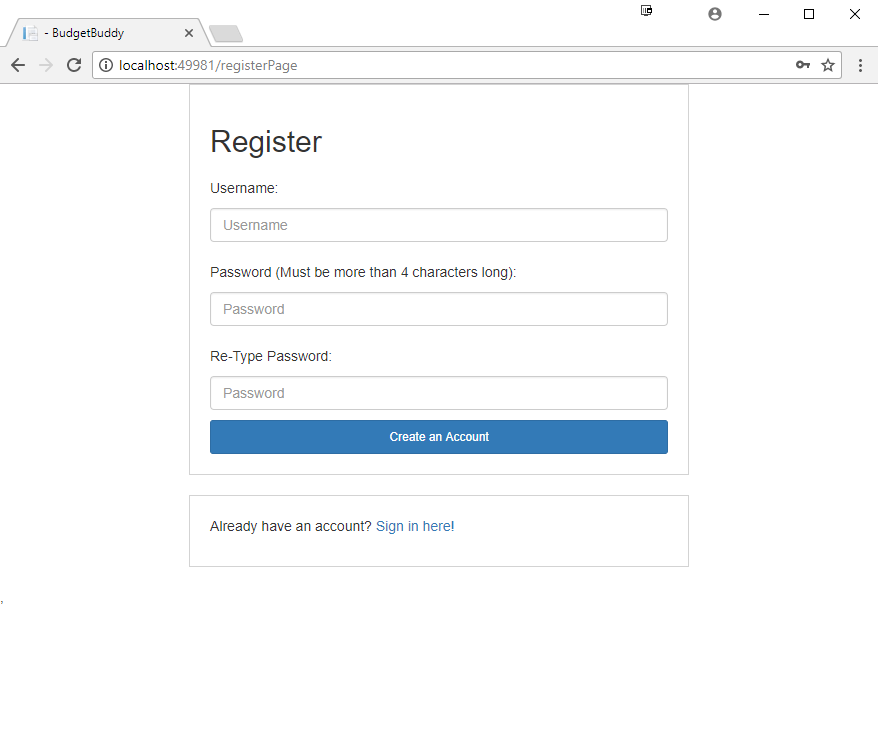 - BudgetBuddy
localhost:49981/registerPage
Register
Username:
Username
Password (Must be more than 4 characters long):
Password
Re-Type Password:
Password
Create an Account
Already have an account? Sign in here!
,